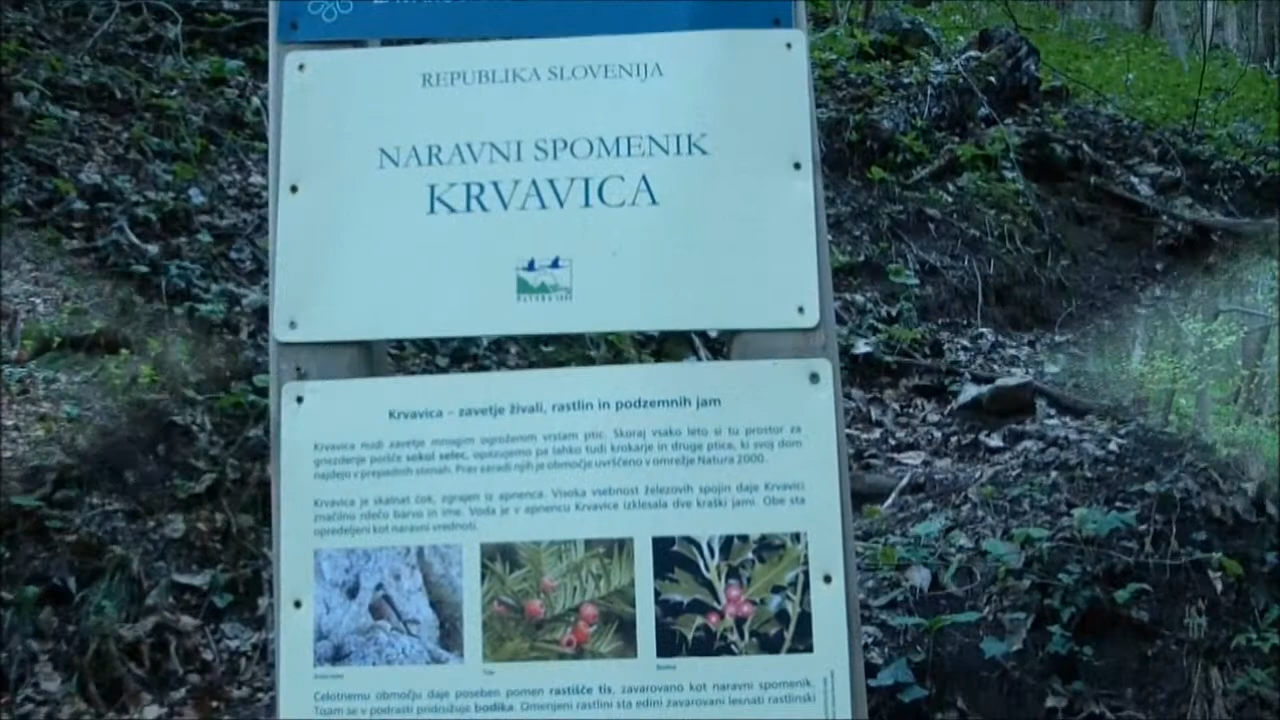 REPUBLIKA SLOVENIJA
NARAVNI SPOMENIK
KRVAVICA
NATURA 2000
Krvavica – zavetje živali, rastlin in podzemnih jam
Krvavica nudi zavetje mnogim ogroženim vrstam ptic. Skoraj vsako leto si tu prostor za
gnezdenje poišče sokol selec, opazujemo pa lahko tudi krokarje in druge ptice, ki svoj dom
najdejo v prepadnih stenah. Prav zaradi njih je območje uvrščeno v omrežje Natura 2000.
Krvavica je skalnat čok, zgrajen iz apnenca. Visoka vsebnost železovih spojin daje Krvavici
značilno rdečo barvo in ime. Voda je v apnencu Krvavice izklesala dve kraški jami. Obe sta
opredeljeni kot naravni vrednoti.
Tisa
Bodika
Celotnemu območju daje poseben pomen rastišče tis, zavarovano kot naravni spomenik.
Tisam se v podrasti pridružuje bodika. Omenjeni rastlini sta edini zavarovani lesnati rastlinski